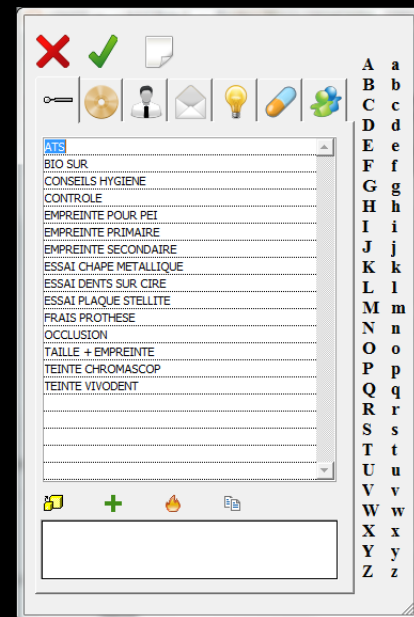 ATS
BIO SUR
CONSEILS HYGIENE
CONTROLE
EMPREINTE POUR PEI
EMPREINTE PRIMAIRE
EMPREINTE SECONDAIRE
ESSAI CHAPE METALLIQUE
ESSAI DENTS SUR CIRE
ESSAI PLAQUE STELLITE
FRAIS PROTHESE
OCCLUSION
TAILLE + EMPREINTE
TEINTE CHROMASCOP
TEINTE VIVODENT
A a
B b
C c
D d
E e
F f
G g
H h
I i
J j
K k
L l
M m
N n
O o
P p
Q q
R r
S s
T t
U u
V v
W w
X x
Y y
Z z